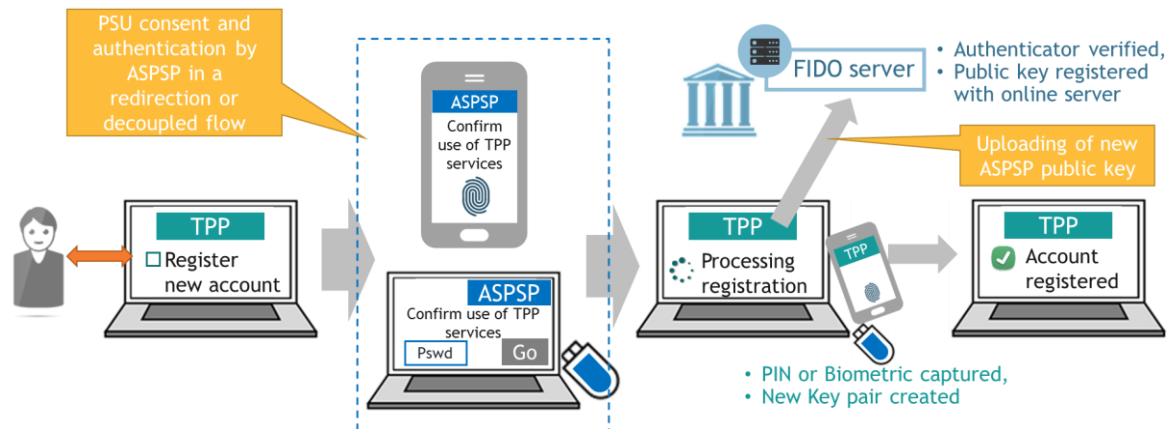 PSU consent and
authentication by
ASPSP in a
redirection or
decoupled flow
TPP
Register
new account
ASPSP
Confirm
use of TPP
services
ASPSP
Confirm use of TPP
services
Pswd
Go
FIDO server
• Authenticator verified,
• Public key registered
with online server
Uploading of new
ASPSP public key
TPP
Processing
registration
TPP
• PIN or Biometric captured,
• New Key pair created
TPP
Account
registered